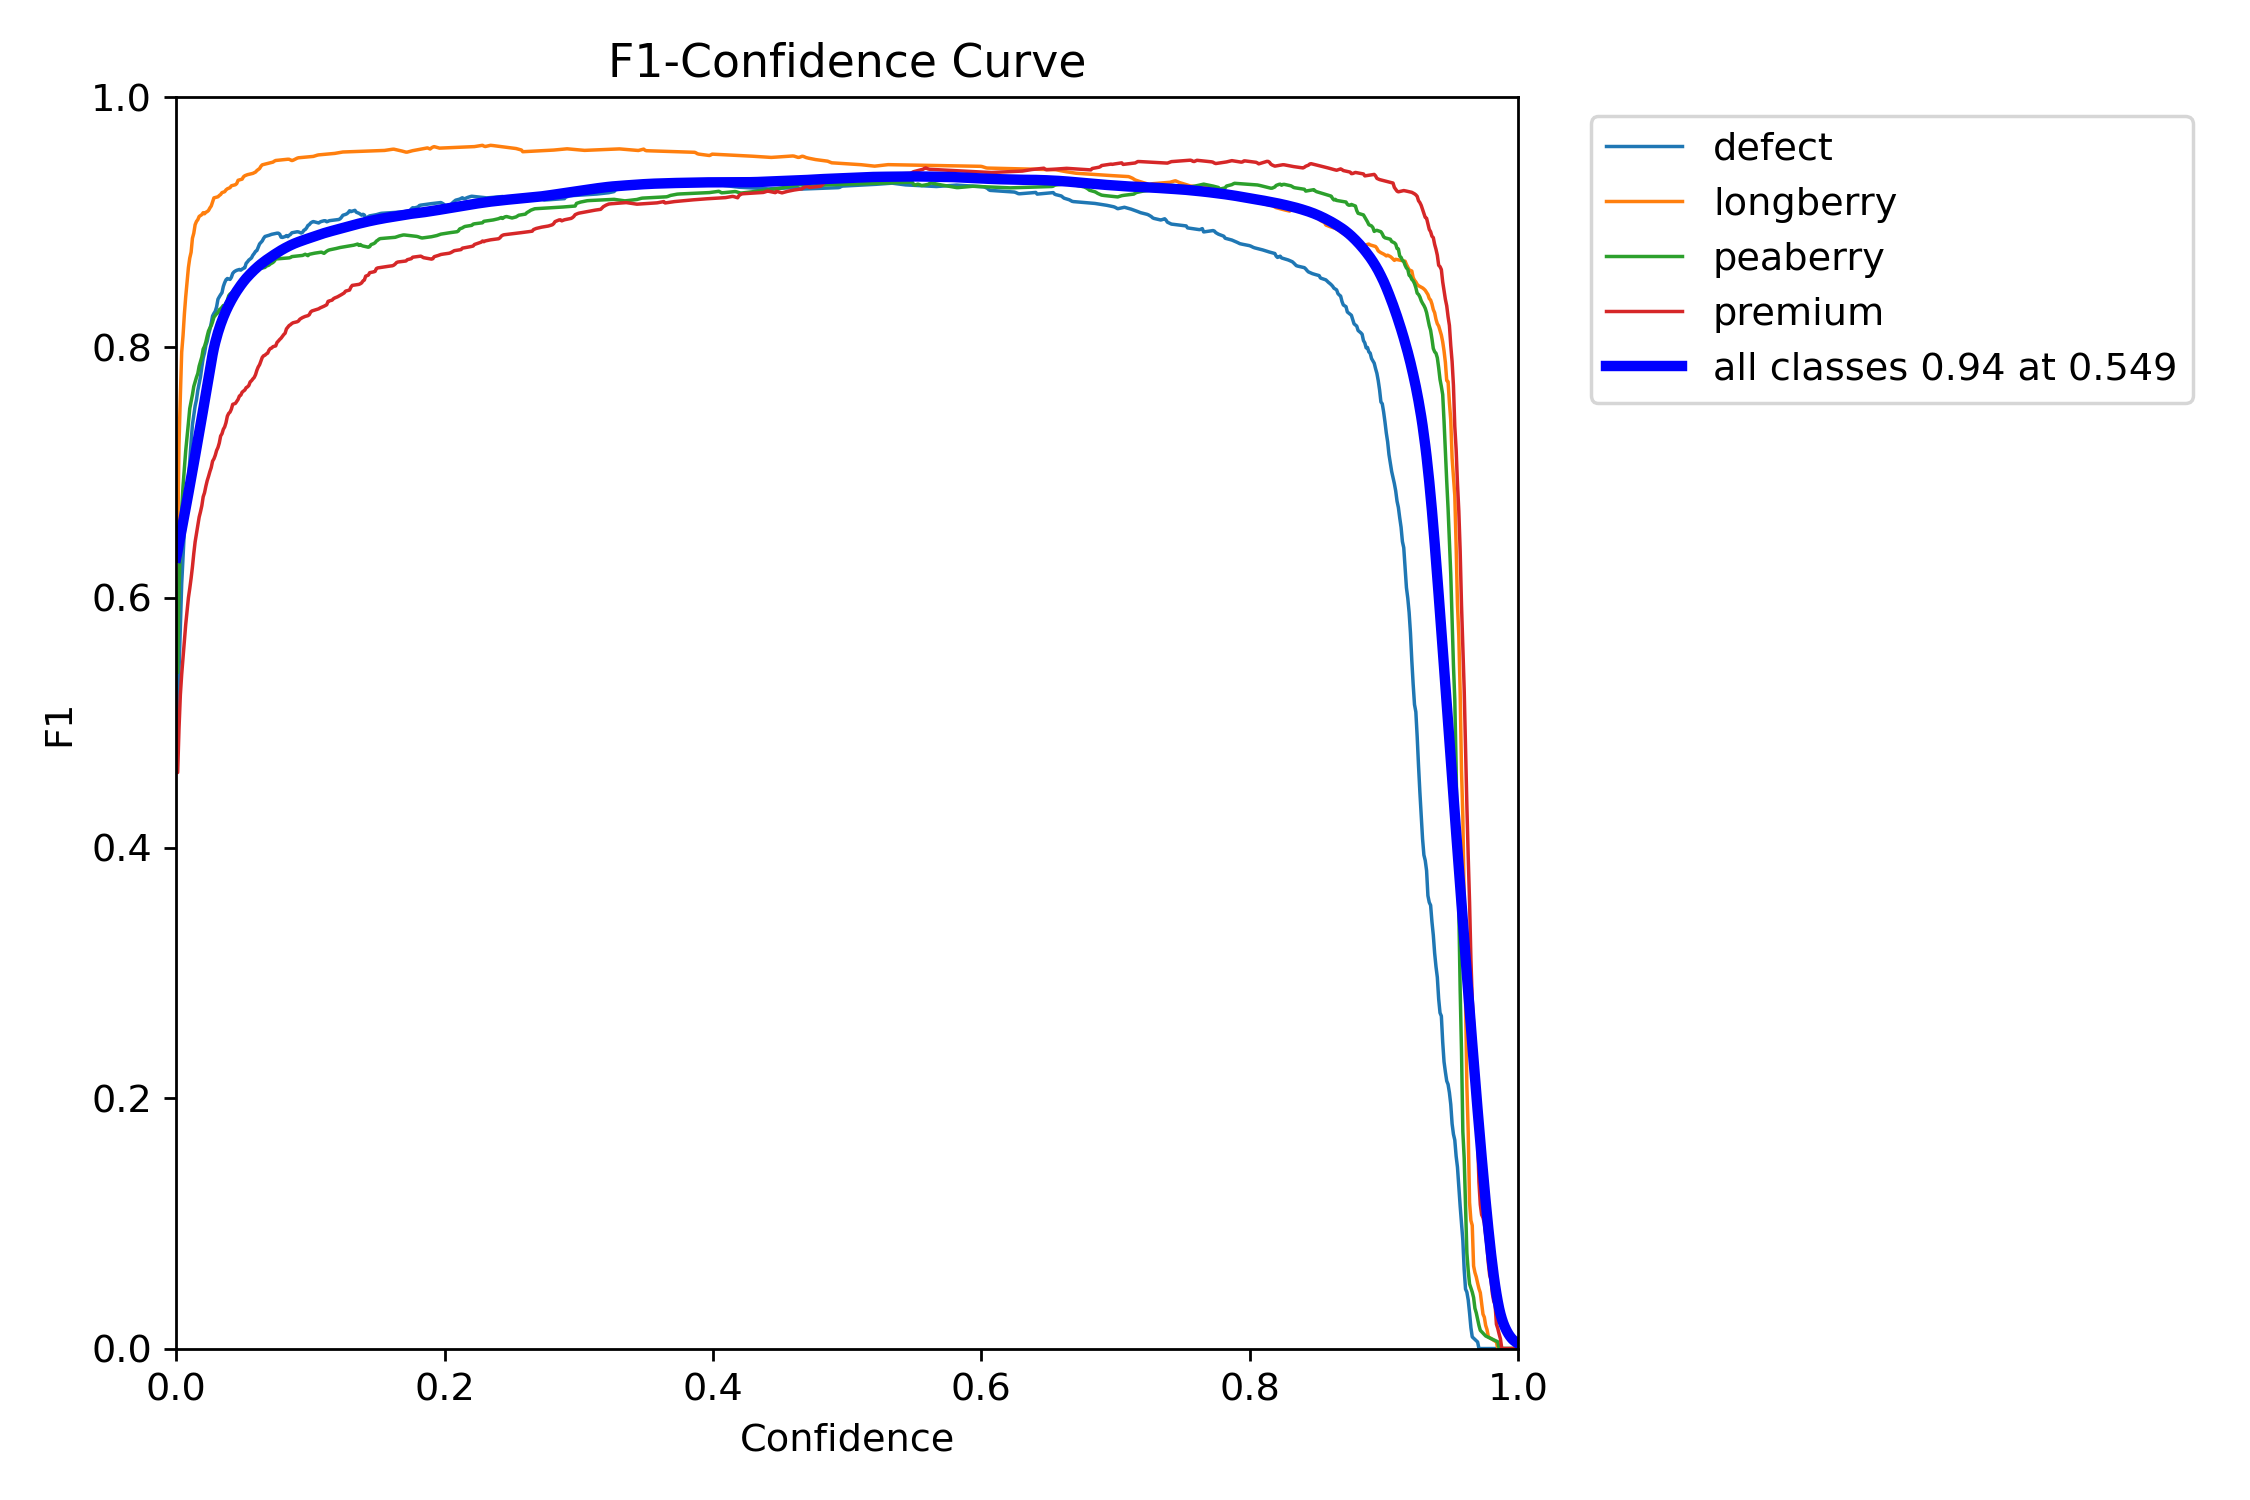 F1-Confidence Curve
1.0
0.8
0.6
0.4
0.2
0.0
F1
0.0 0.2 0.4 0.6 0.8 1.0
Confidence
defect
longberry
peaberry
premium
all classes 0.94 at 0.549